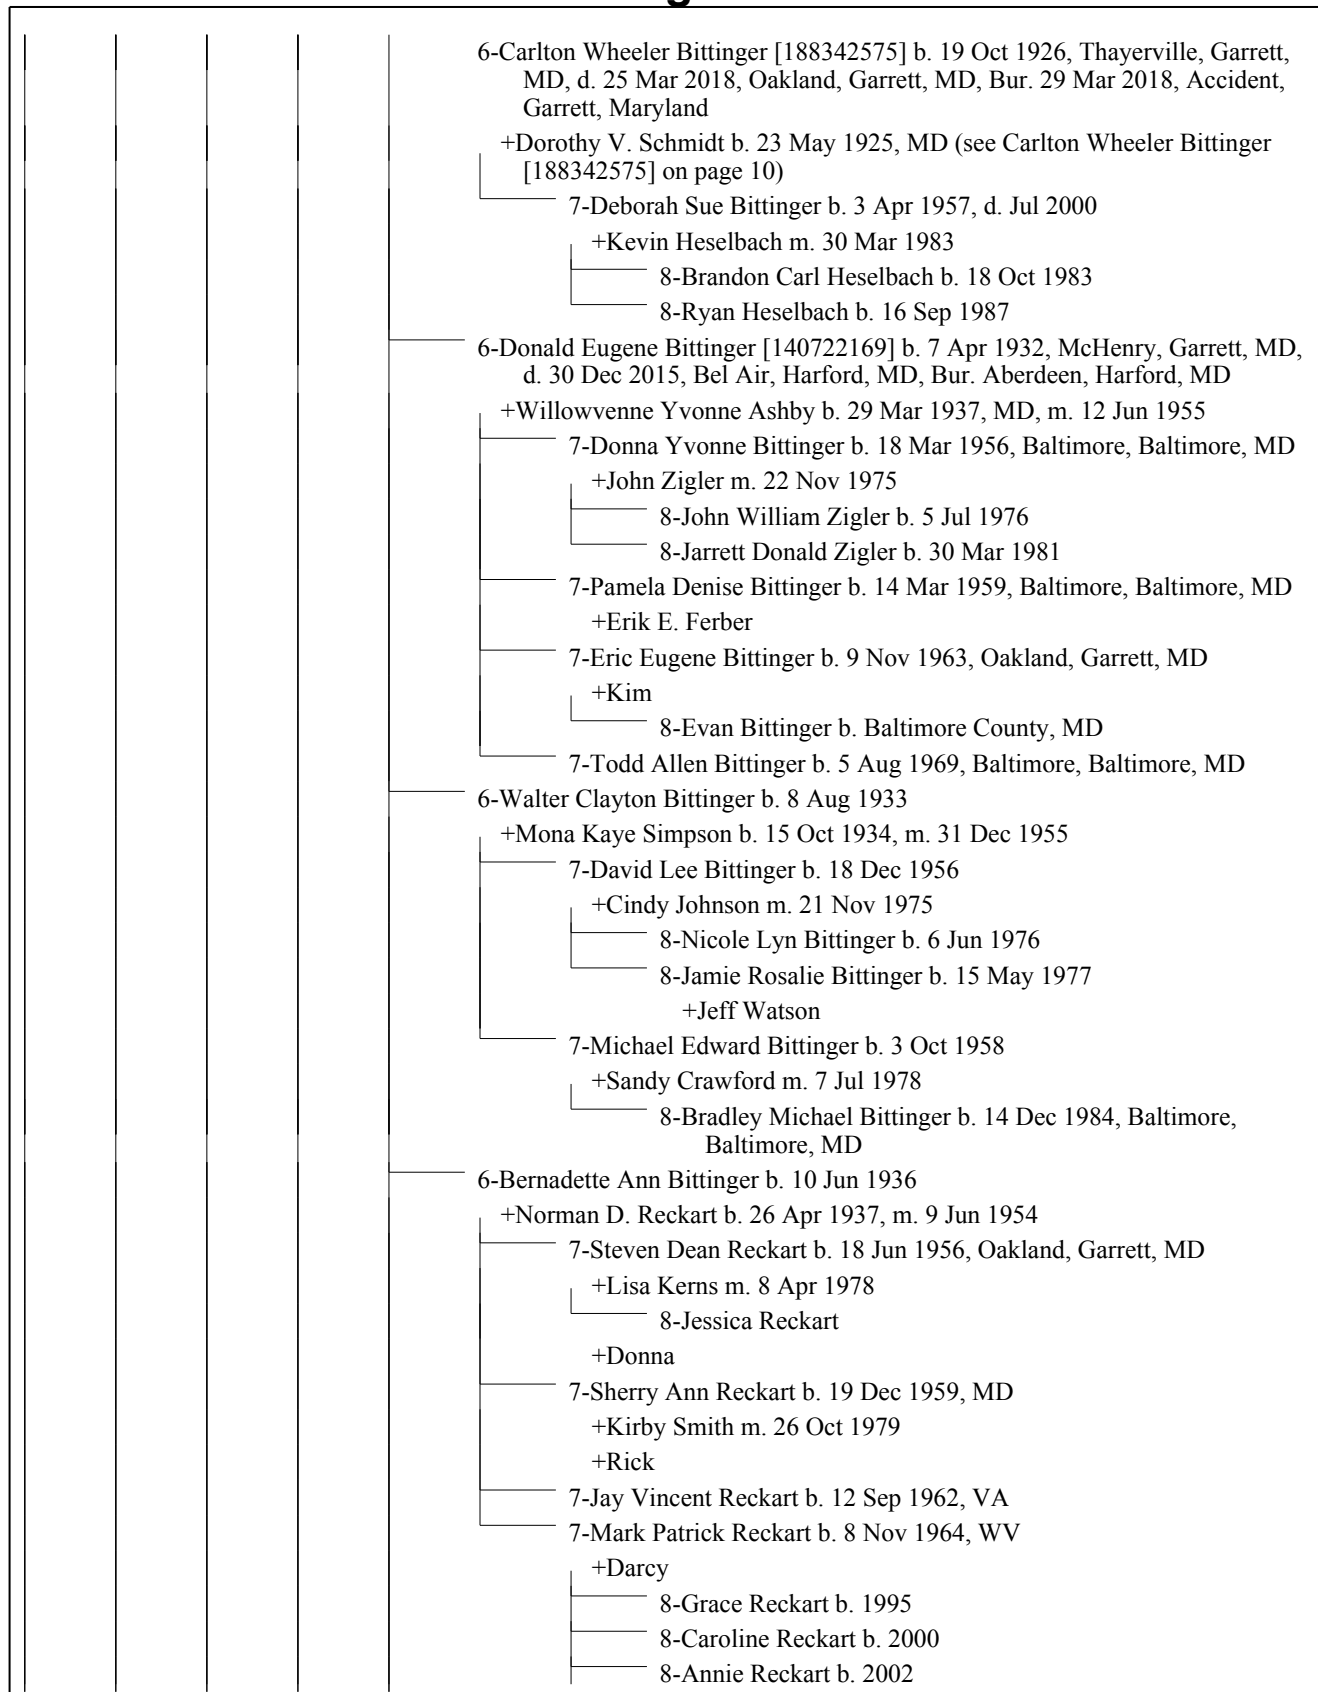 6-Carlton Wheeler Bittinger [188342575] b. 19 Oct 1926, Thayerville, Garrett,
MD, d. 25 Mar 2018, Oakland, Garrett, MD, Bur. 29 Mar 2018, Accident,
Garrett, Maryland
+Dorothy V. Schmidt b. 23 May 1925, MD (see Carlton Wheeler Bittinger
[188342575] on page 10)
7-Deborah Sue Bittinger b. 3 Apr 1957, d. Jul 2000
+Kevin Heselbach m. 30 Mar 1983
8-Brandon Carl Heselbach b. 18 Oct 1983
8-Ryan Heselbach b. 16 Sep 1987
6-Donald Eugene Bittinger [140722169] b. 7 Apr 1932, McHenry, Garrett, MD,
d. 30 Dec 2015, Bel Air, Harford, MD, Bur. Aberdeen, Harford, MD
+Willowvenne Yvonne Ashby b. 29 Mar 1937, MD, m. 12 Jun 1955
7-Donna Yvonne Bittinger b. 18 Mar 1956, Baltimore, Baltimore, MD
+John Zigler m. 22 Nov 1975
8-John William Zigler b. 5 Jul 1976
8-Jarrett Donald Zigler b. 30 Mar 1981
7-Pamela Denise Bittinger b. 14 Mar 1959, Baltimore, Baltimore, MD
+Erik E. Ferber
7-Eric Eugene Bittinger b. 9 Nov 1963, Oakland, Garrett, MD
+Kim
8-Evan Bittinger b. Baltimore County, MD
7-Todd Allen Bittinger b. 5 Aug 1969, Baltimore, Baltimore, MD
6-Walter Clayton Bittinger b. 8 Aug 1933
+Mona Kaye Simpson b. 15 Oct 1934, m. 31 Dec 1955
7-David Lee Bittinger b. 18 Dec 1956
+Cindy Johnson m. 21 Nov 1975
8-Nicole Lyn Bittinger b. 6 Jun 1976
8-Jamie Rosalie Bittinger b. 15 May 1977
+Jeff Watson
7-Michael Edward Bittinger b. 3 Oct 1958
+Sandy Crawford m. 7 Jul 1978
8-Bradley Michael Bittinger b. 14 Dec 1984, Baltimore,
Baltimore, MD
6-Bernadette Ann Bittinger b. 10 Jun 1936
+Norman D. Reckart b. 26 Apr 1937, m. 9 Jun 1954
7-Steven Dean Reckart b. 18 Jun 1956, Oakland, Garrett, MD
+Lisa Kerns m. 8 Apr 1978
8-Jessica Reckart
+Donna
7-Sherry Ann Reckart b. 19 Dec 1959, MD
+Kirby Smith m. 26 Oct 1979
+Rick
7-Jay Vincent Reckart b. 12 Sep 1962, VA
7-Mark Patrick Reckart b. 8 Nov 1964, WV
+Darcy
8-Grace Reckart b. 1995
8-Caroline Reckart b. 2000
8-Annie Reckart b. 2002